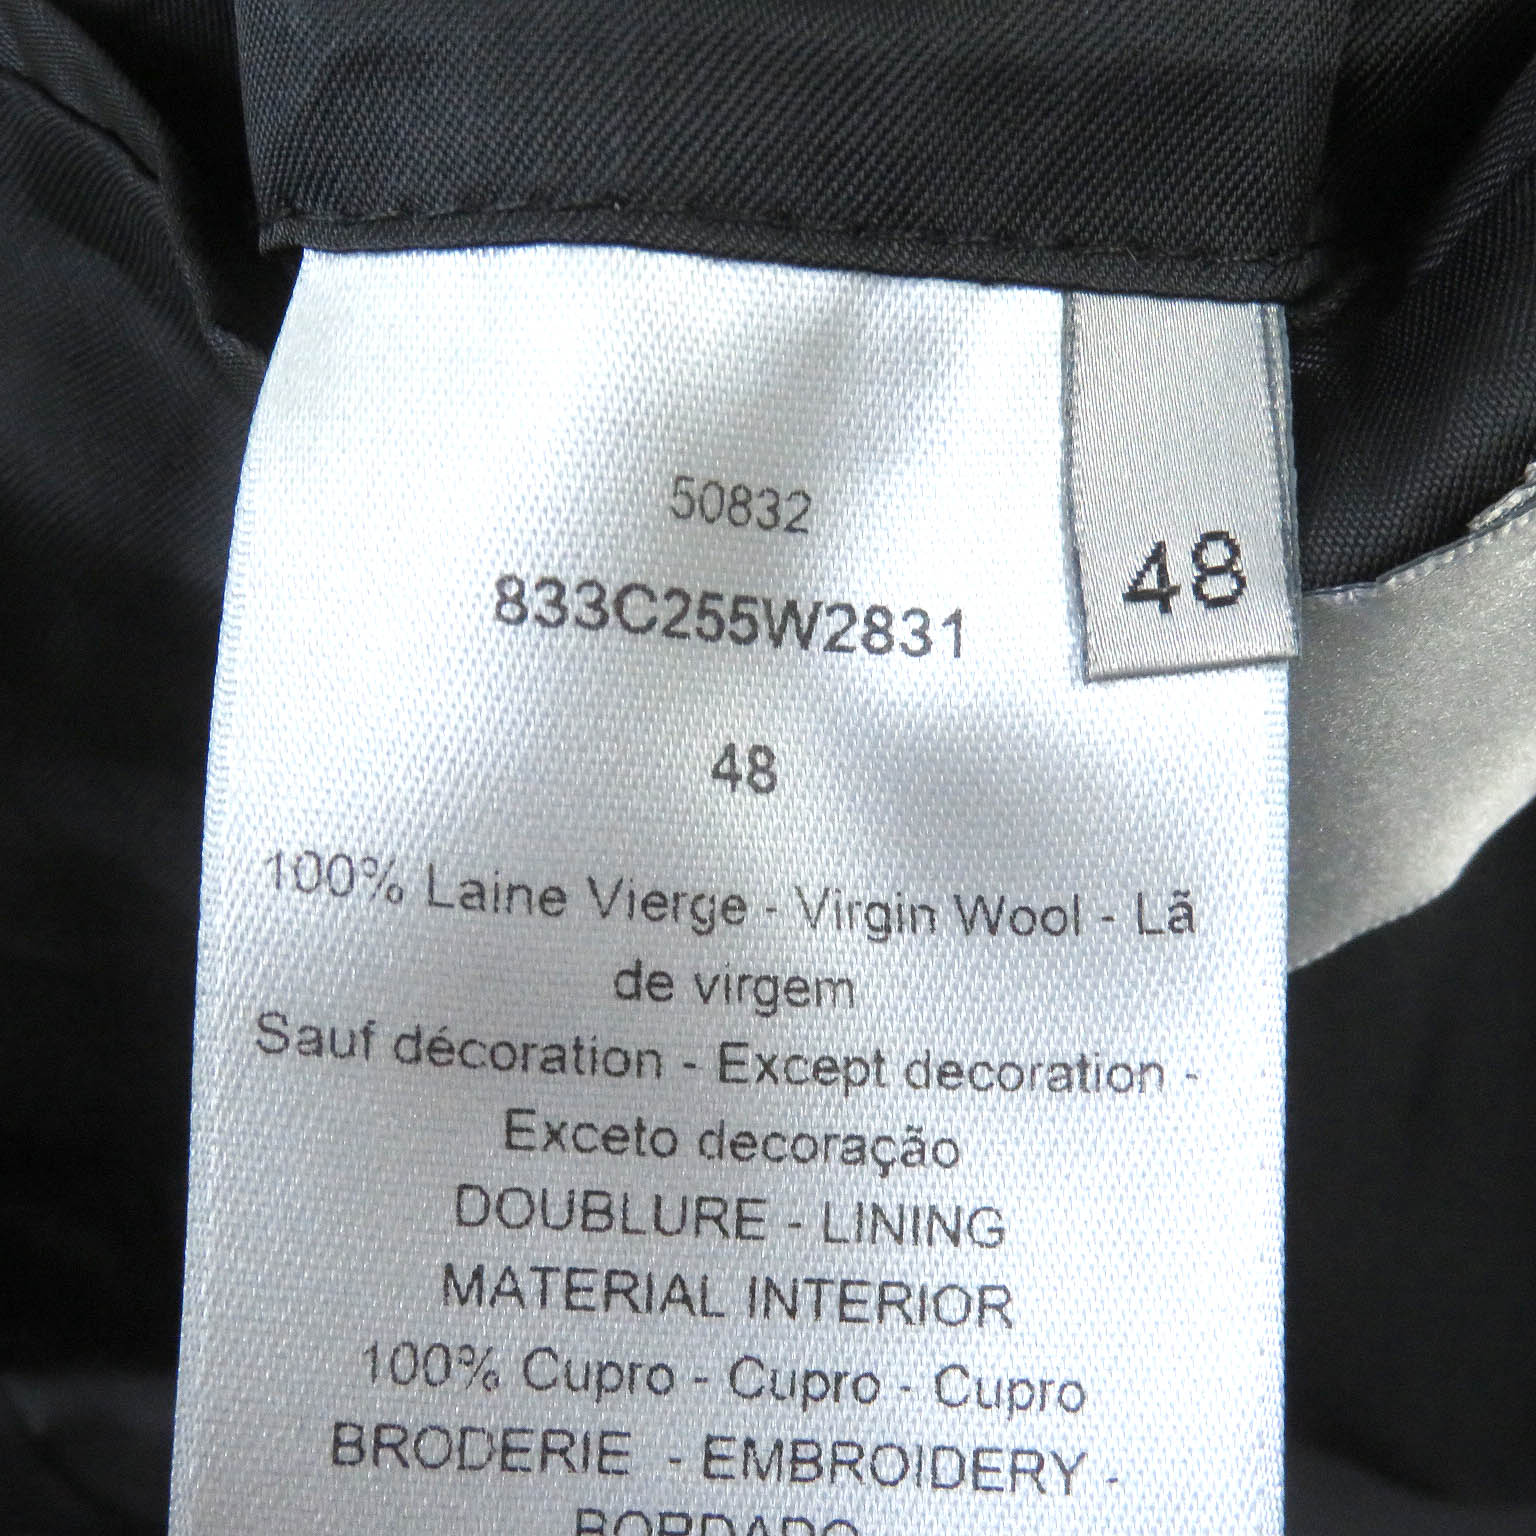 50832
833C255W2831
48
48
100% Laine Vierge - Virgin Wool - Lã
de virgem
Sauf décoration - Except decoration -
Exceto decoração
DOUBLURE - LINING
MATERIAL INTERIOR
100% Cupro - Cupro - Cupro
BRODERIE - EMBROIDERY -
BORDADO